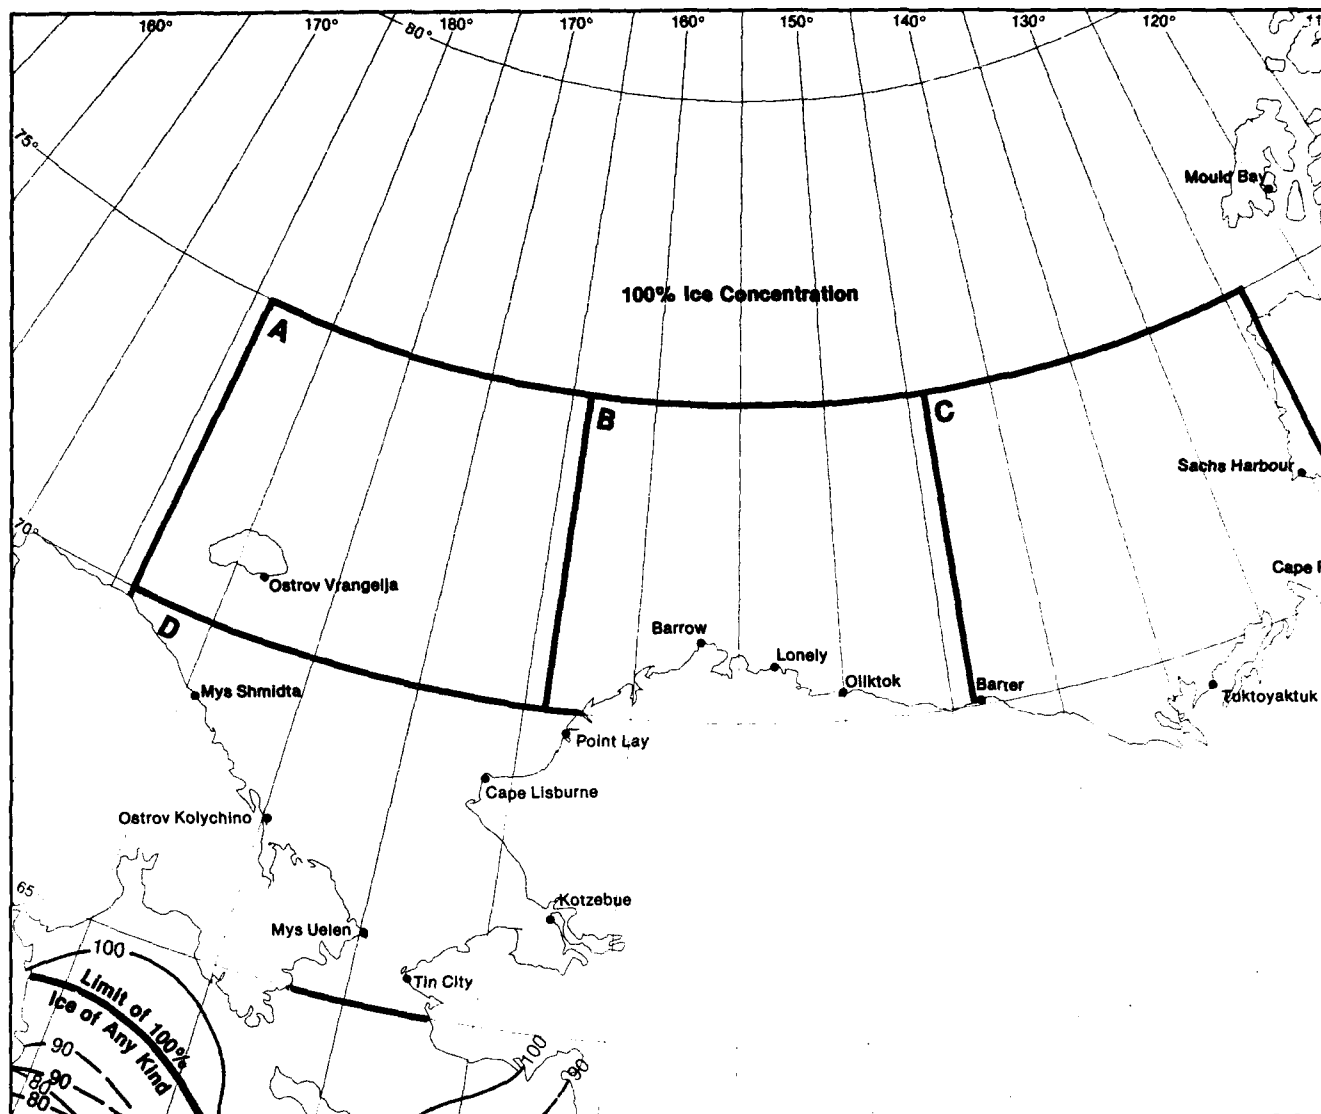 160°
170°
80°
180°
170°
160°
150°
140°
130°
120°
11
75°
Mould Bay
100% Ice Concentration
A
B
C
Sachs Harbour
70°
Ostrov Vrangelja
Cape
D
Barrow
Lonely
Oliktok
Barter
Mys Shmidta
Tuktoyaktuk
Point Lay
Cape Lisburne
Ostrov Kolychino
65
Kotzebue
Mys Uelen
100
Tin City
Limit of 100%
Ice of Any Kind
90
100
90
90
80
80